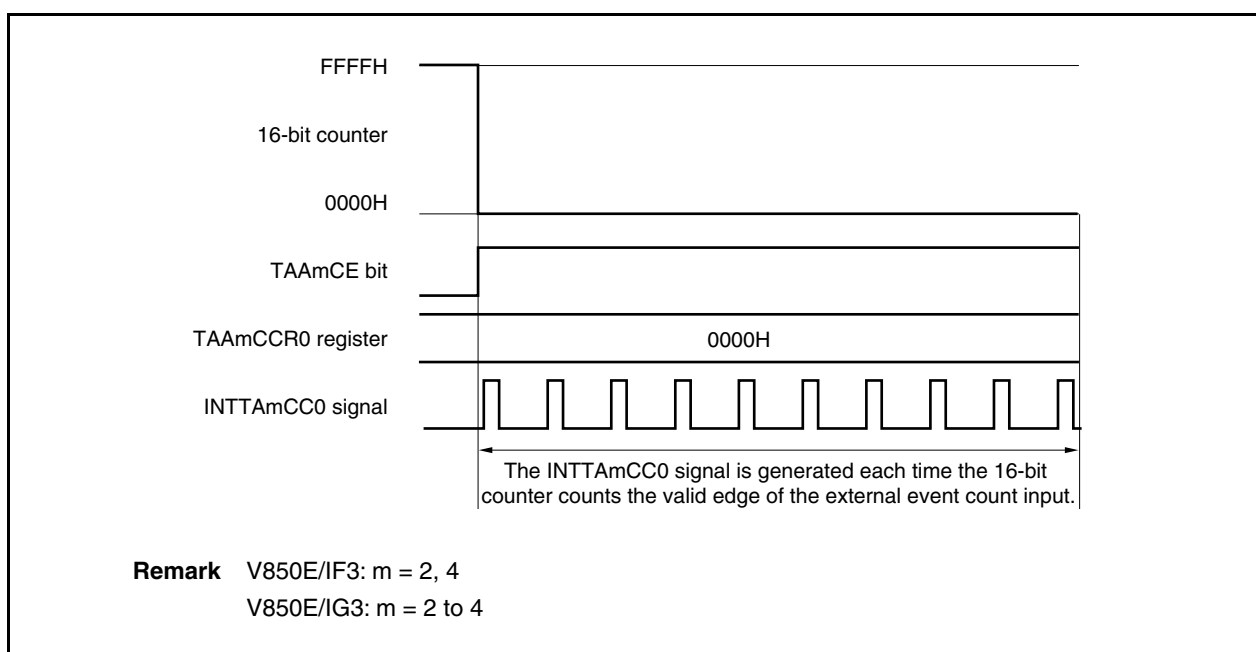 FFFFH
16-bit counter
0000H
TAAmCE bit
TAAmCCR0 register
0000H
INTTAmCC0 signal
The INTTAmCC0 signal is generated each time the 16-bit
counter counts the valid edge of the external event count input.
Remark V850E/IF3: m = 2, 4
V850E/IG3: m = 2 to 4